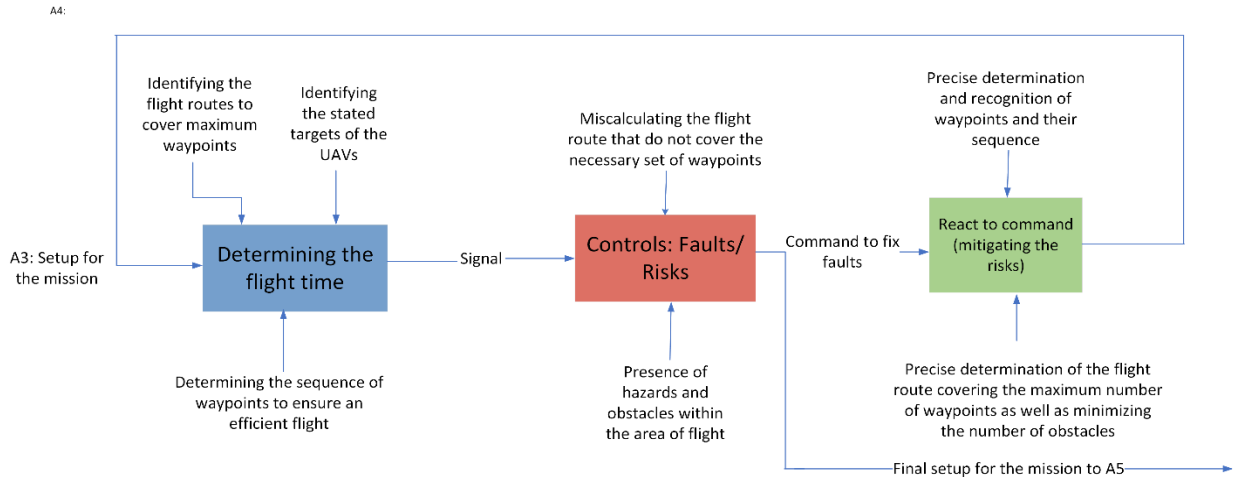 A4:
Identifying the
flight routes to
cover maximum
waypoints
Identifying
the stated
targets of the
UAVs
Miscalculating the flight
route that do not cover the
necessary set of waypoints
Precise determination
and recognition of
waypoints and their
sequence
A3: Setup for
the mission
Determining the
flight time
Signal
Controls: Faults/
Risks
Command to fix
faults
React to command
(mitigating the
risks)
Determining the sequence of
waypoints to ensure an
efficient flight
Presence of
hazards and
obstacles within
the area of flight
Precise determination of the flight
route covering the maximum number
of waypoints as well as minimizing
the number of obstacles
Final setup for the mission to A5